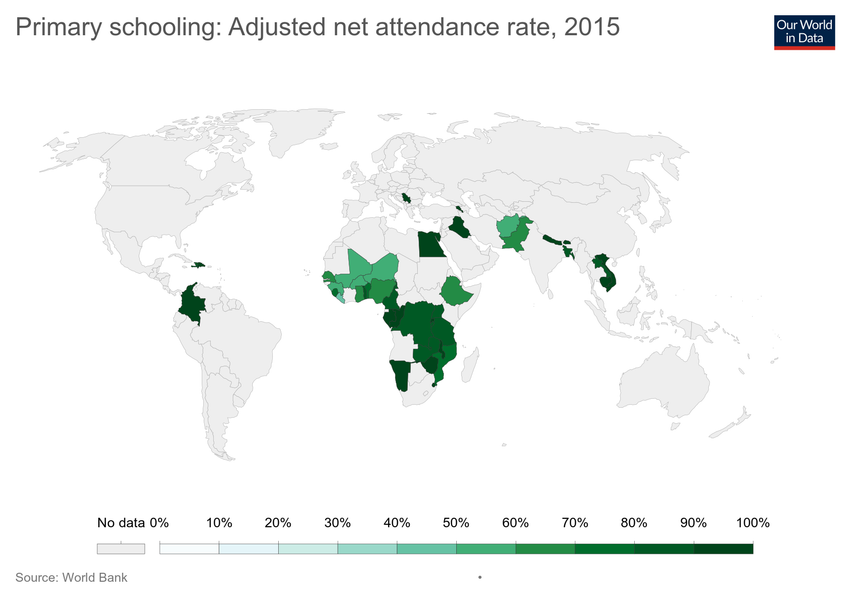 Primary schooling: Adjusted net attendance rate, 2015
Our World
in Data
No data 0% 10% 20% 30% 40% 50% 60% 70% 80% 90% 100%
Source: World Bank